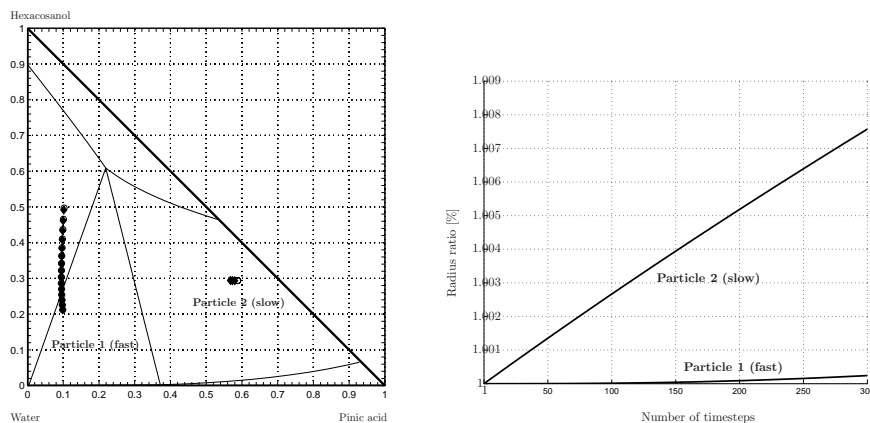 Hexacosanol
1
0.9
0.8
0.7
0.6
0.5
0.4
0.3
0.2
0.1
0
Particle 2 (slow)
Particle 1 (fast)
0 0.1 0.2 0.3 0.4 0.5 0.6 0.7 0.8 0.9 1
Water Pinic acid
1.009
1.008
1.007
1.006
1.005
1.004
1.003
1.002
1.001
1
Radius ratio [%]
Particle 2 (slow)
Particle 1 (fast)
1 50 100 150 200 250 30
Number of timesteps